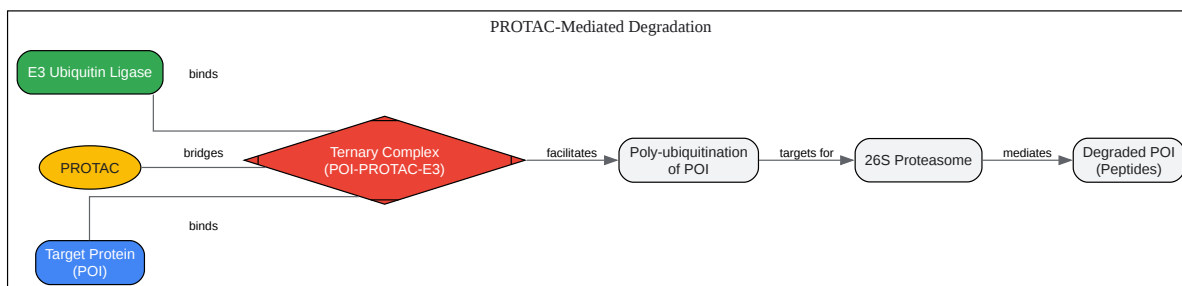 PROTAC-Mediated Degradation
E3 Ubiquitin Ligase
binds
PROTAC
bridges
Ternary Complex
(POI-PROTAC-E3)
facilitates
Poly-ubiquitination
of POI
targets for
26S Proteasome
mediates
Degraded POI
(Peptides)
binds
Target Protein
(POI)